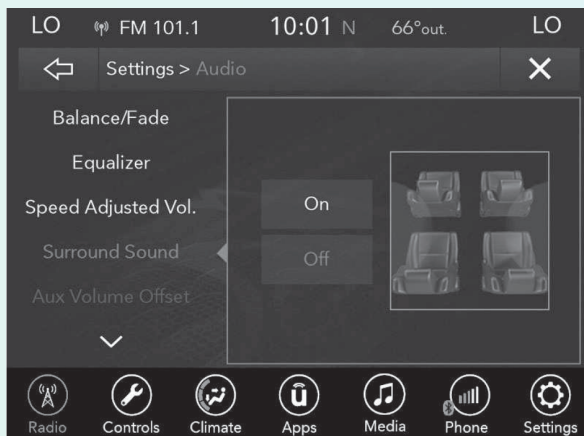 LO FM 101.1 10:01 N 66°out. LO
Settings > Audio
Balance/Fade
Equalizer
Speed Adjusted Vol.
Surround Sound
Aux Volume Offset
On
Off
Radio Controls Climate Apps Media Phone Settings